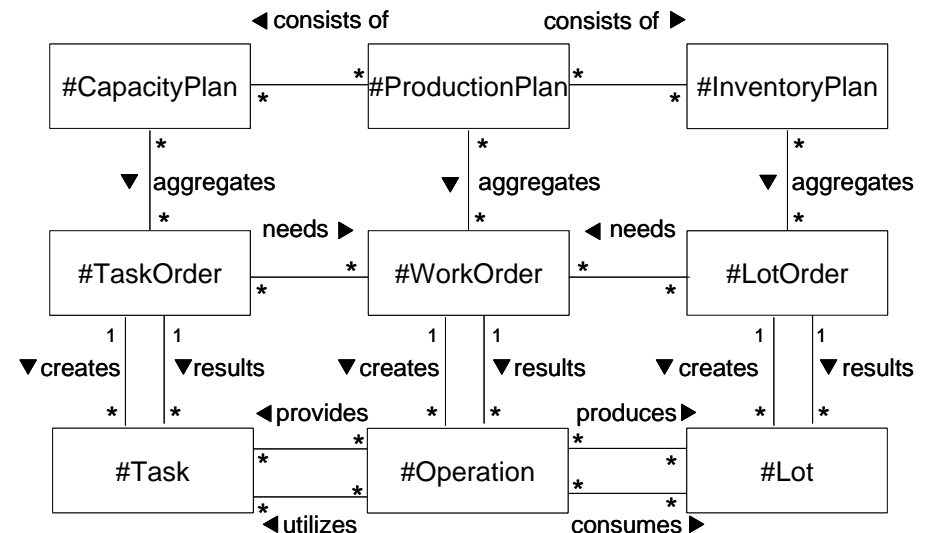 ◀ consists of consists of ▶
#CapacityPlan * * #ProductionPlan * * #InventoryPlan
* * *
▼ aggregates ▼ aggregates ▼ aggregates
* needs ▶ * ◀ needs *
#TaskOrder * * #WorkOrder * * #LotOrder
1 1 1 1 1 1
▼ creates ▼ results ▼ creates ▼ results ▼ creates ▼ results
* * ◀ provides * * produces ▶ * *
#Task * * #Operation * * #Lot
* * * *
◀ utilizes consumes ▶